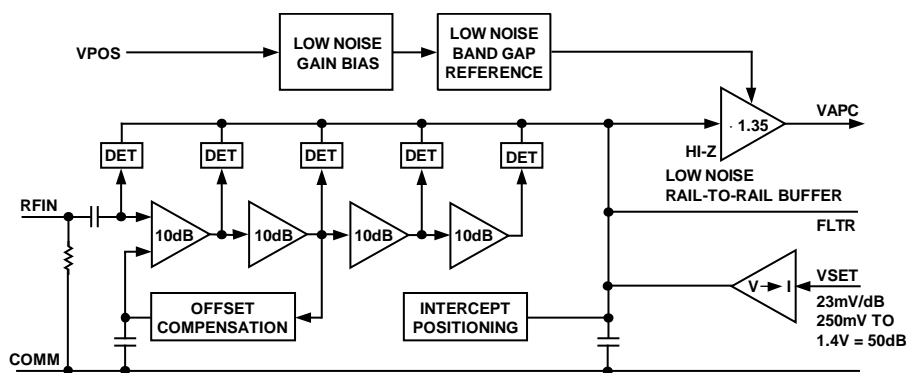 VPOS
LOW NOISE
GAIN BIAS
LOW NOISE
BAND GAP
REFERENCE
· 1.35
VAPC
HI-Z
LOW NOISE
RAIL-TO-RAIL BUFFER
DET
DET
DET
DET
DET
RFIN
10dB
10dB
10dB
10dB
FLTR
OFFSET
COMPENSATION
INTERCEPT
POSITIONING
V
I
VSET
23mV/dB
250mV TO
1.4V = 50dB
COMM